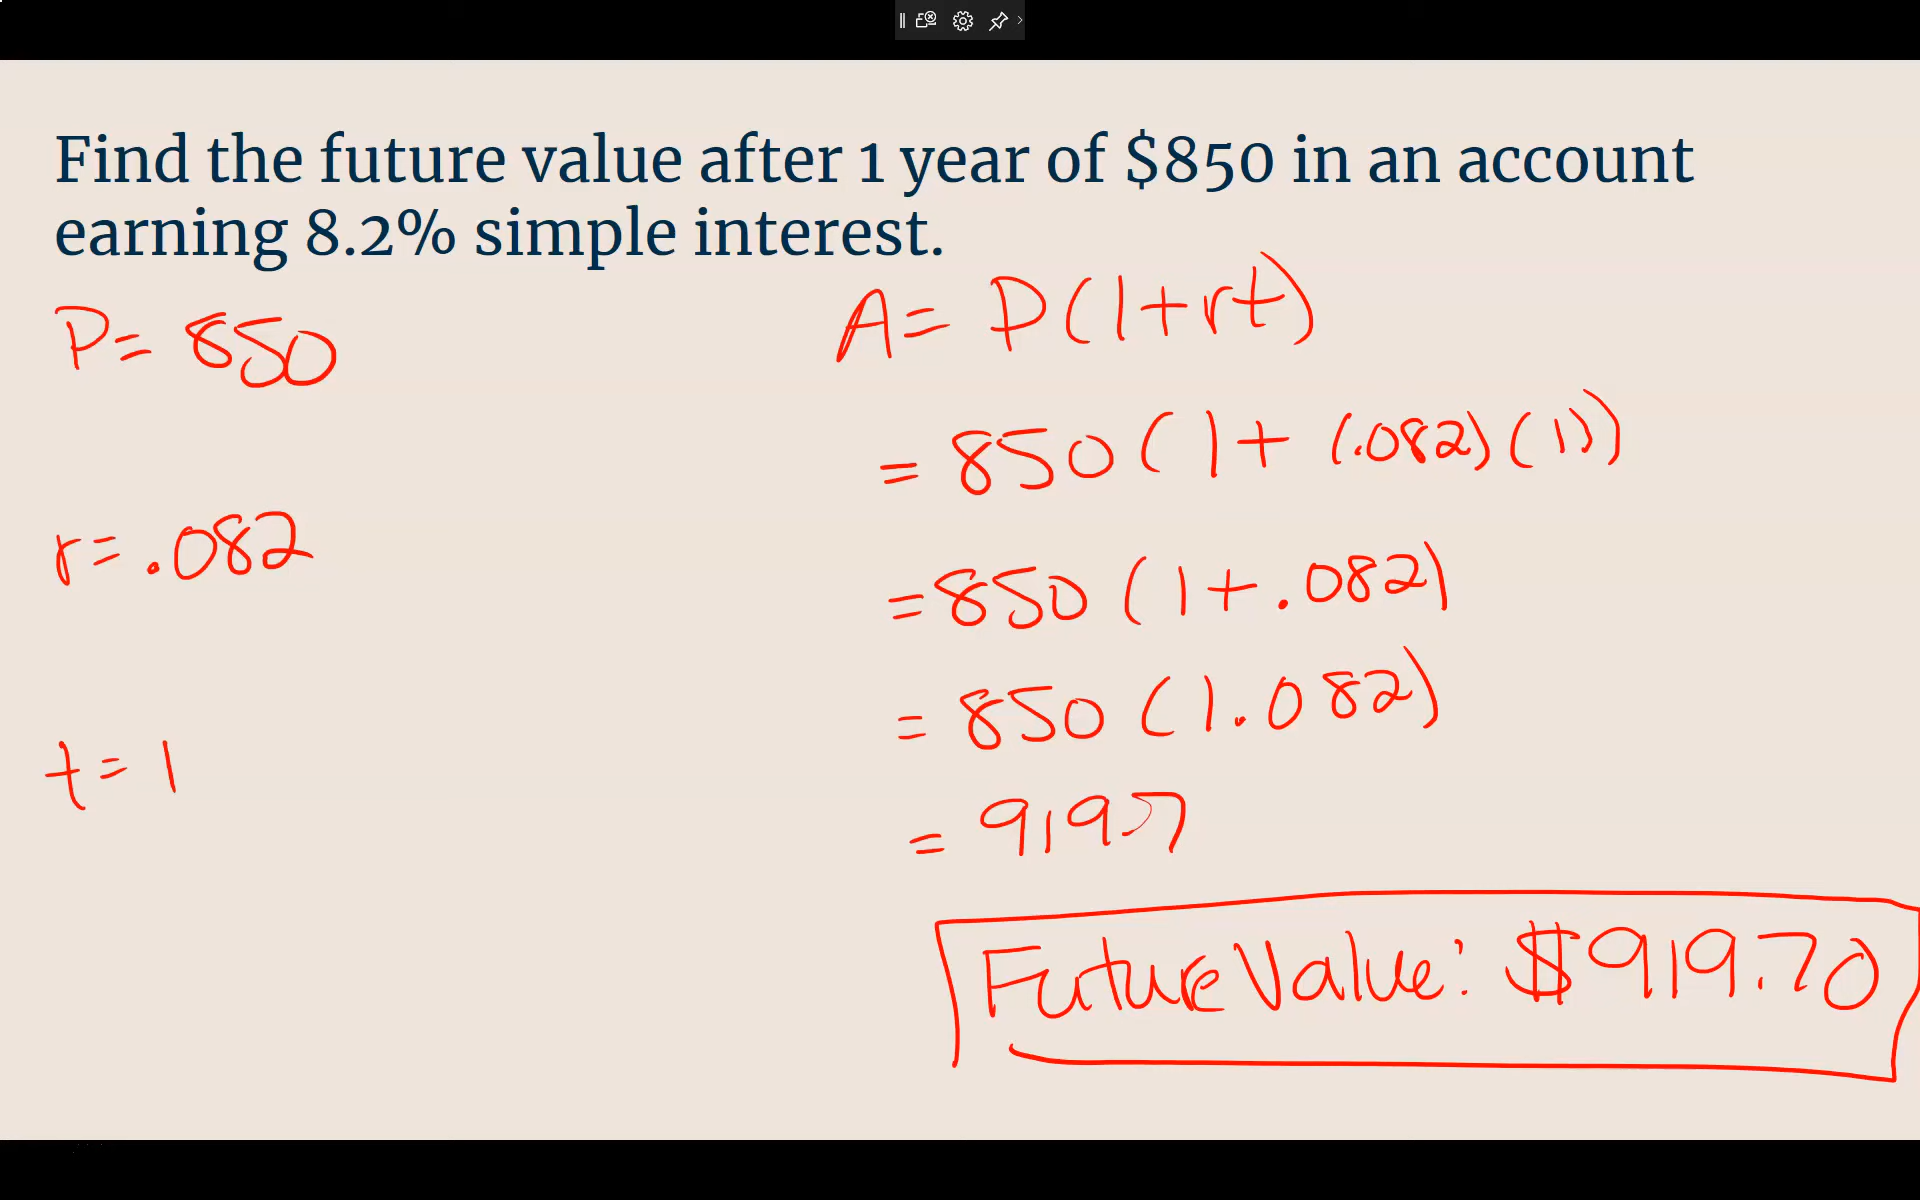 Find the future value after 1 year of $850 in an account
earning 8.2% simple interest.
P = 850
r = .082
t = 1
A = P(1+rt)
= 850(1+(.082)(1))
= 850(1+.082)
= 850(1.082)
= 919.7
Future Value: $919.70